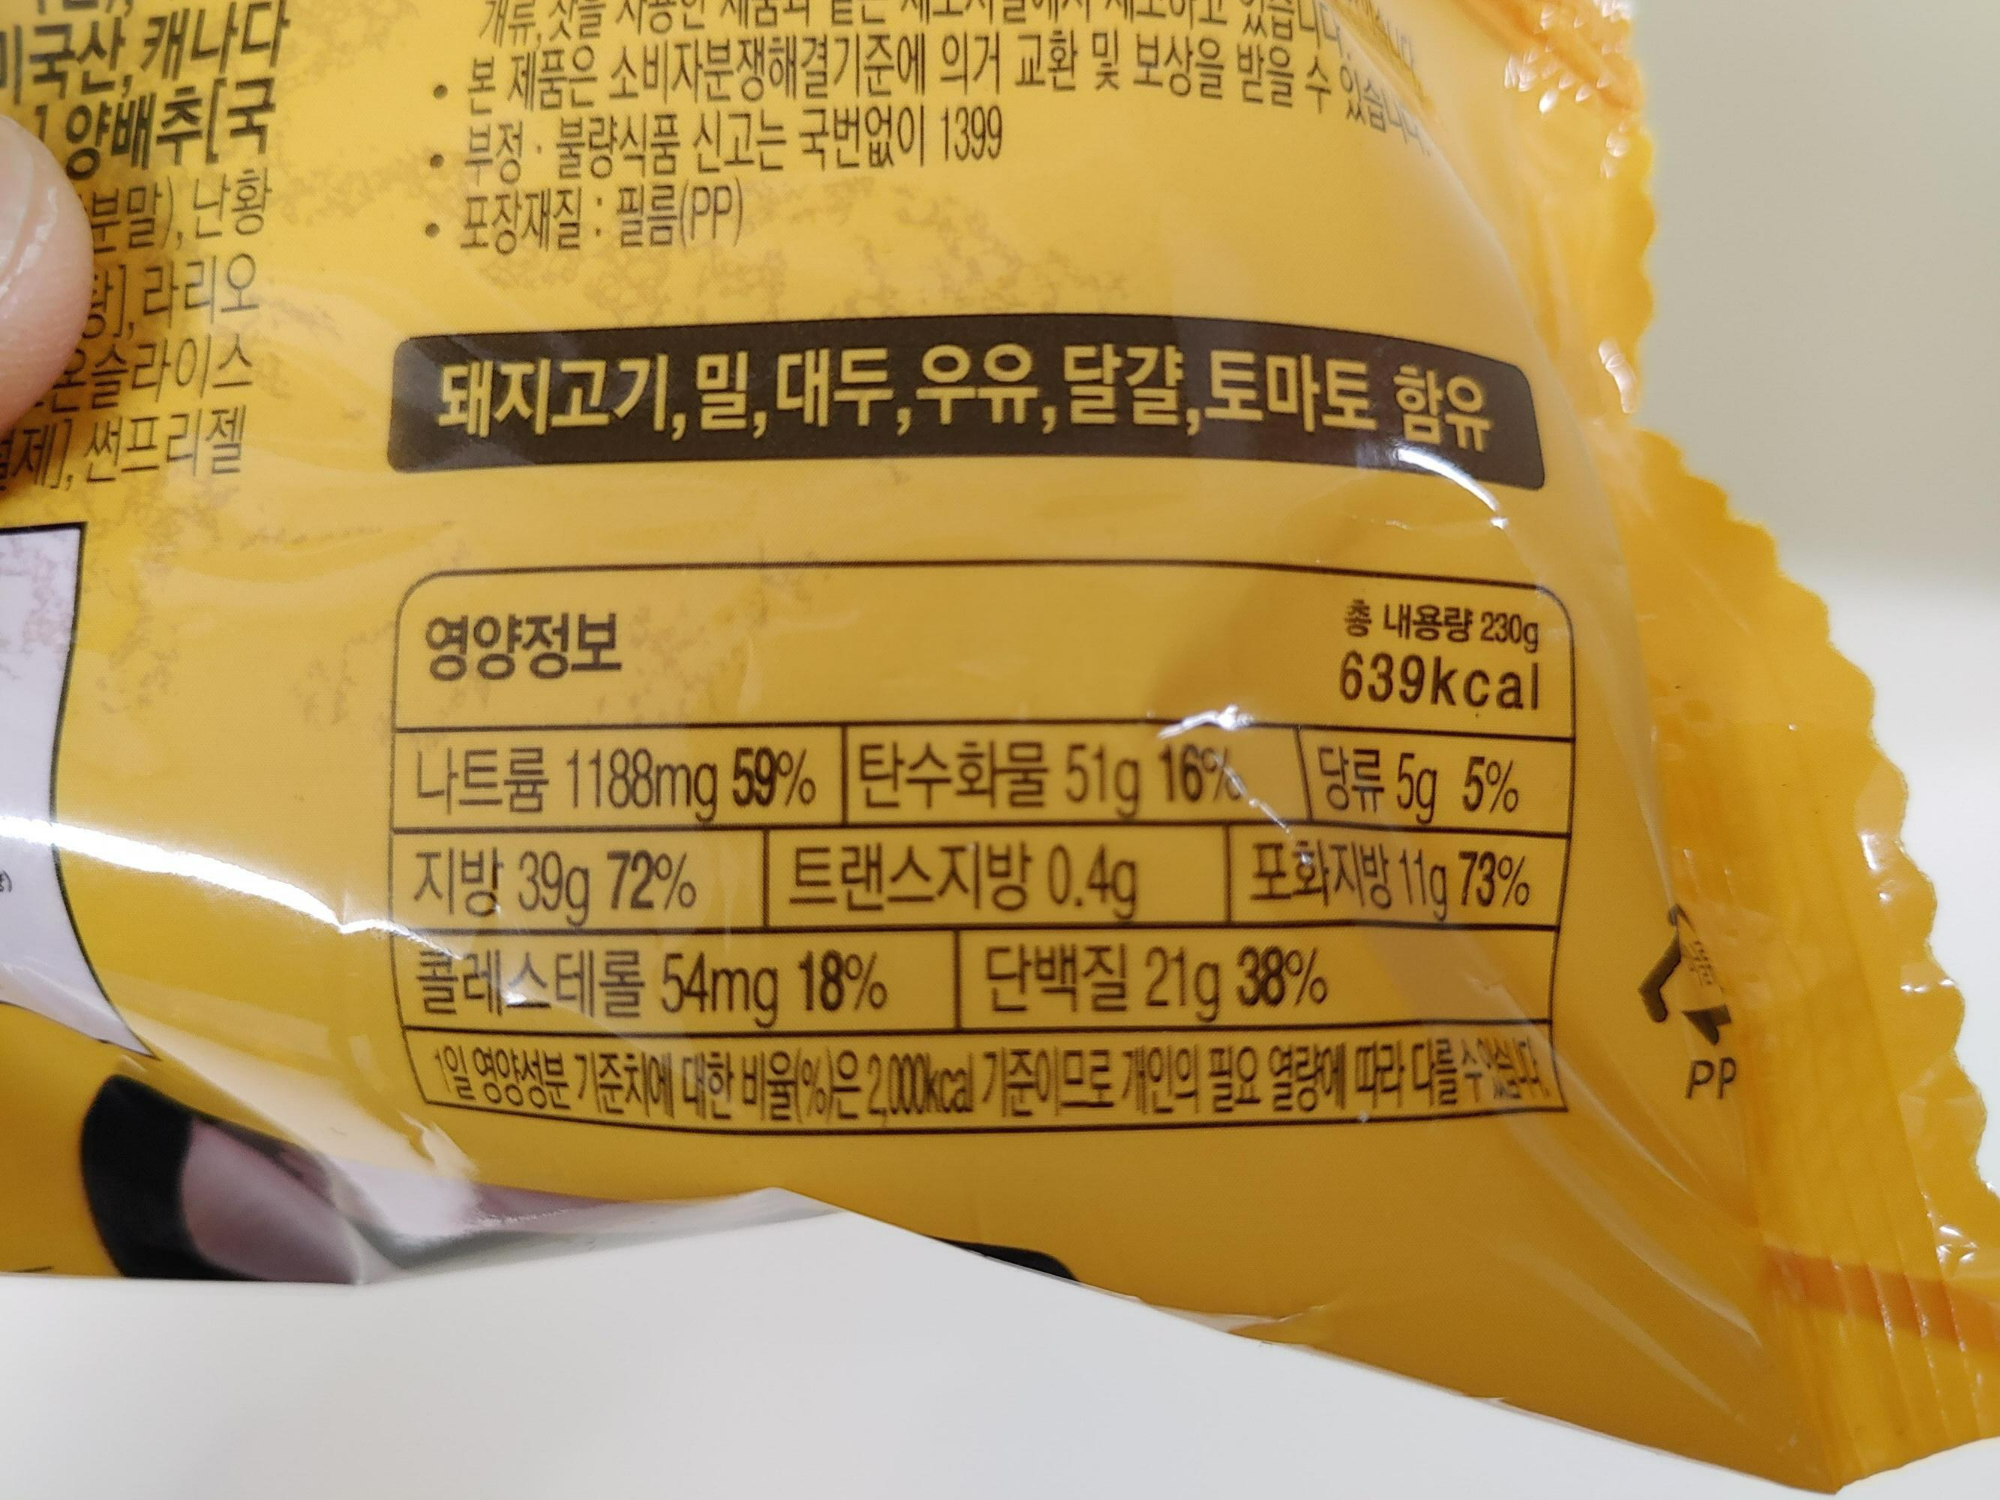 미국산, 캐나다
양배추[국
분말), 난황
라리오
슬라이스
썬프리젤
• 본 제품은 소비자분쟁해결기준에 의거 교환 및 보상을 받을 수 있습니다.
• 부정 · 불량식품 신고는 국번없이 1399
• 포장재질 : 필름(PP)
돼지고기, 밀, 대두, 우유, 달걀, 토마토 함유
영양정보
총 내용량 230g
639kcal
나트륨 1188mg 59% 탄수화물 51g 16% 당류 5g 5%
지방 39g 72% 트랜스지방 0.4g 포화지방 11g 73%
콜레스테롤 54mg 18% 단백질 21g 38%
1일 영양성분 기준치에 대한 비율(%)은 2,000kcal 기준이므로 개인의 필요 열량에 따라 다를 수 있습니다.
PP